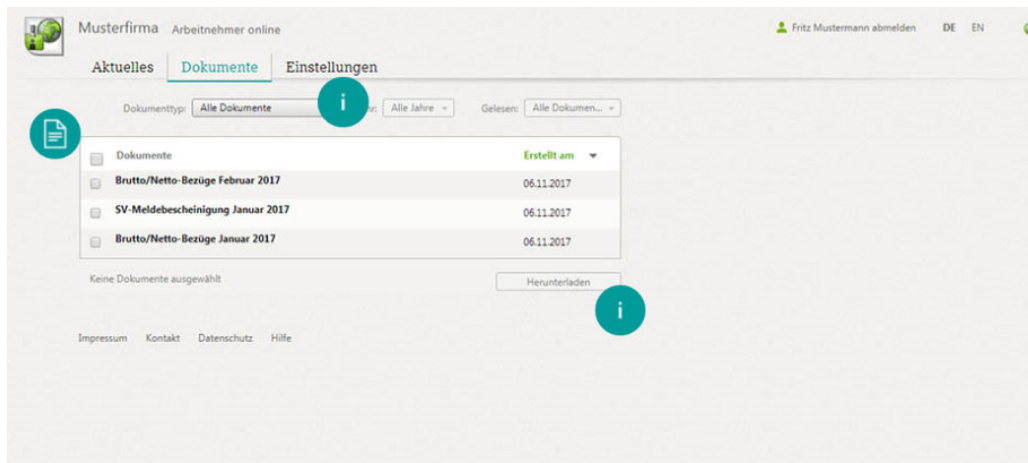 Musterfirma Arbeitnehmer online
Fritz Mustermann abmelden DE EN
Aktuelles Dokumente Einstellungen
Dokumenttyp: Alle Dokumente i Alle Jahre Gelesen: Alle Dokumen...
Dokumente Erstellt am
Brutto/Netto-Bezüge Februar 2017 06.11.2017
SV-Meldebescheinigung Januar 2017 06.11.2017
Brutto/Netto-Bezüge Januar 2017 06.11.2017
Keine Dokumente ausgewählt Herunterladen
i
Impressum Kontakt Datenschutz Hilfe